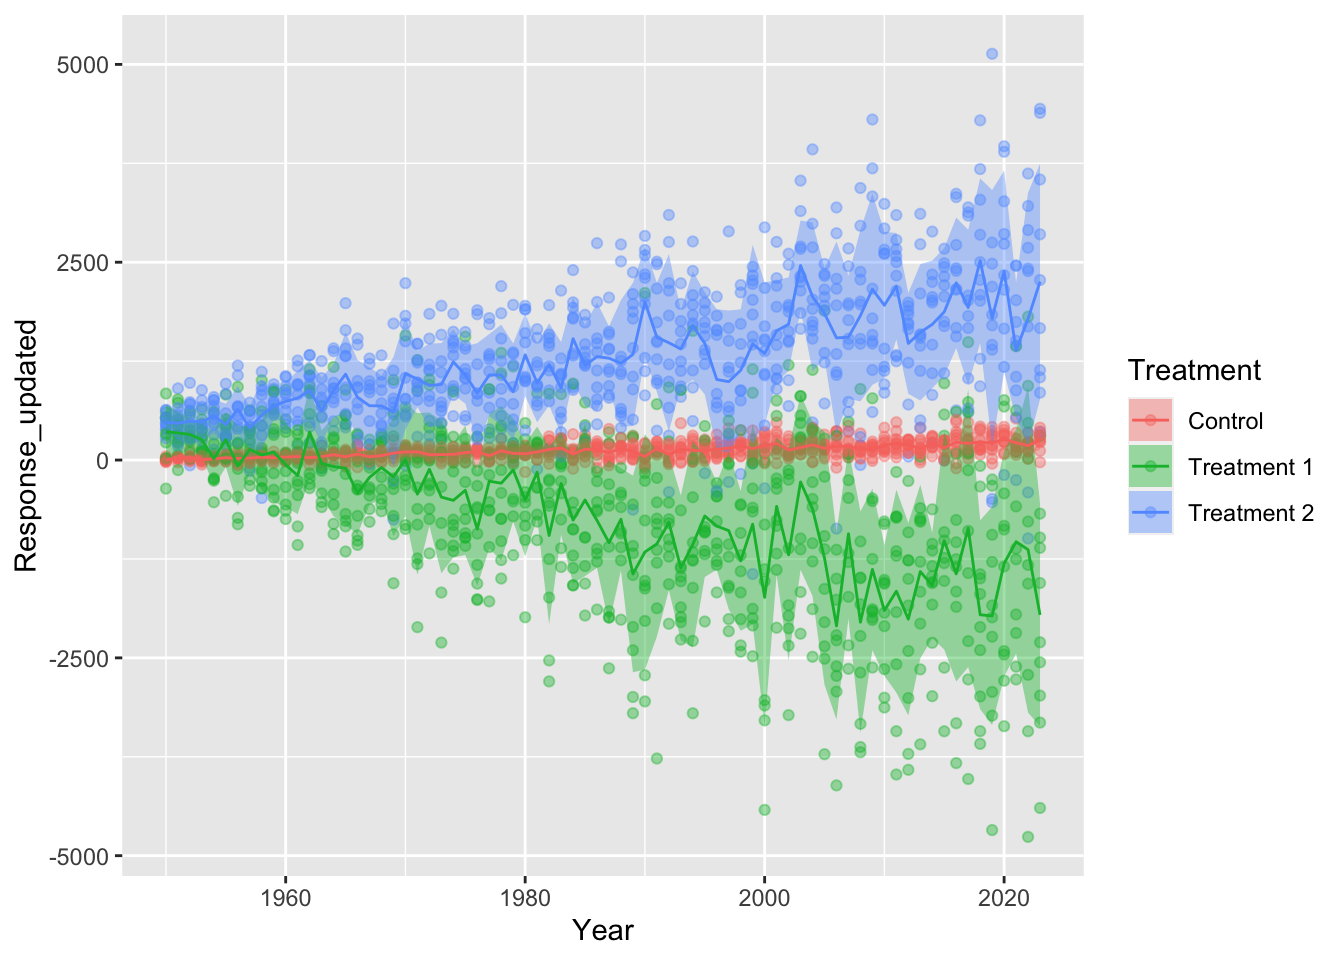 5000
2500
0
-2500
-5000
Response_updated
1960
1980
2000
2020
Year
Treatment
Control
Treatment 1
Treatment 2